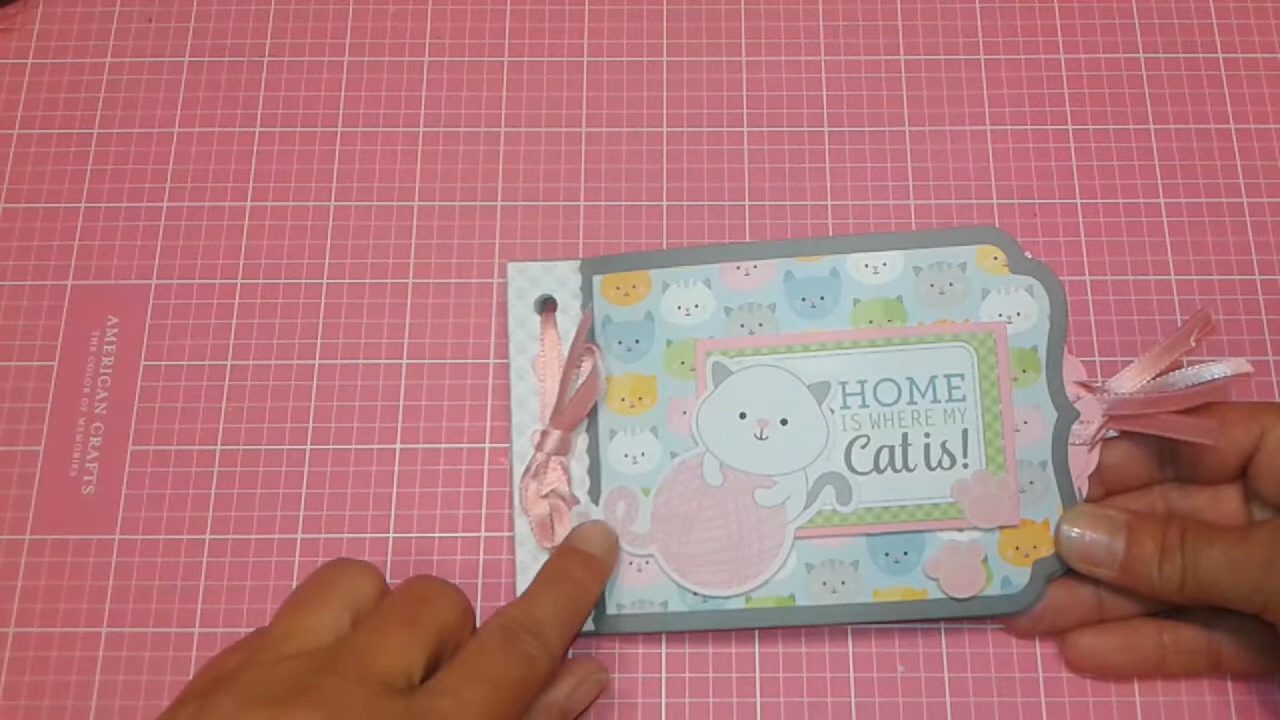 AMERICAN CRAFTS
THE COLOR OF MEMORIES
HOME
IS WHERE MY
Cat is!